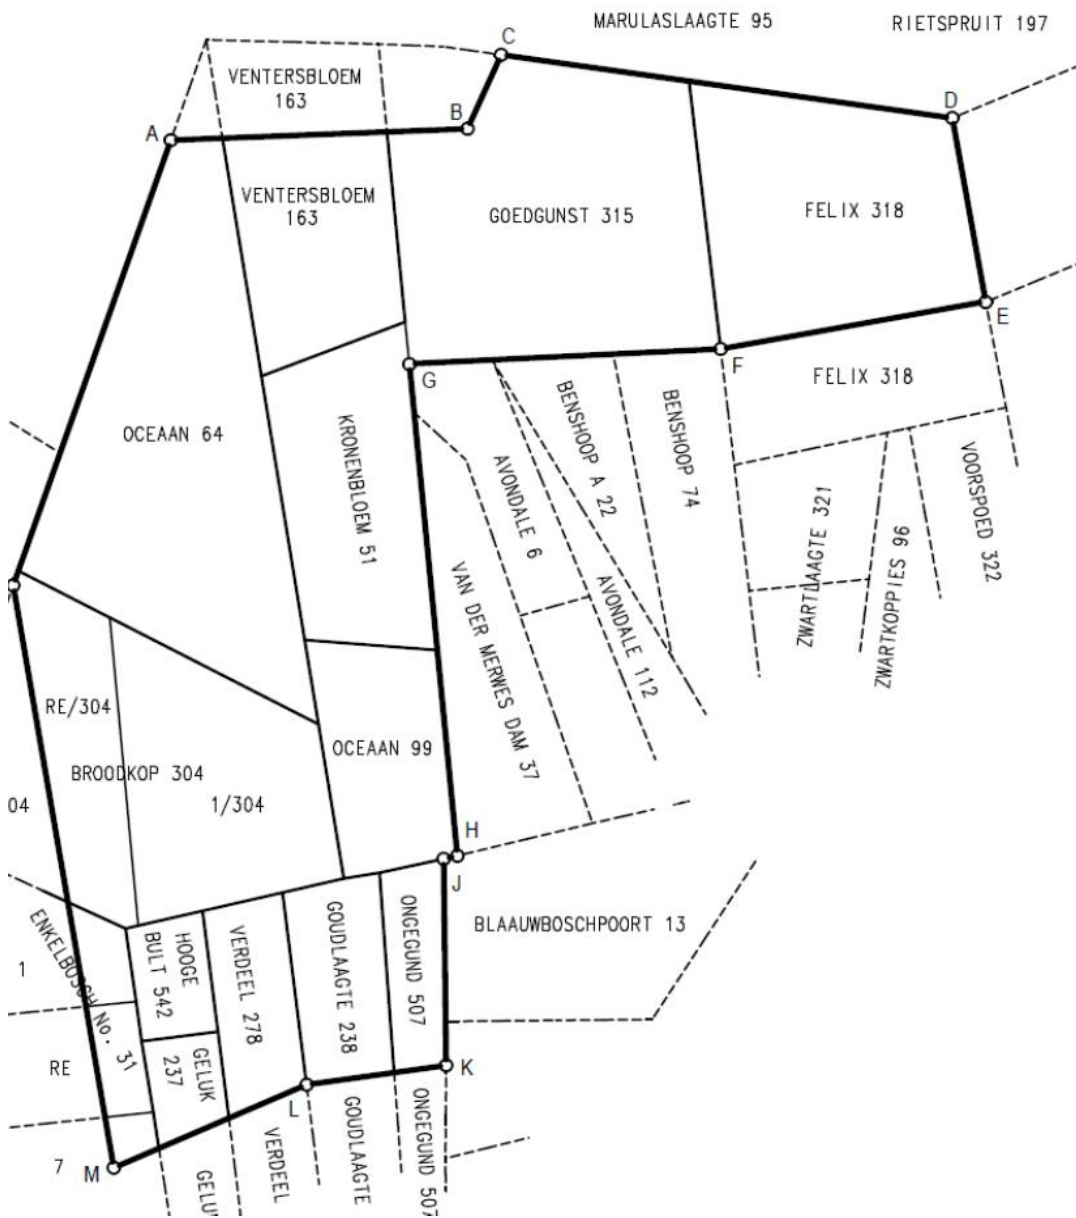 MARULASLAAGTE 95
RIETSPRUIT 197
C
VENTERSBLOEM
163
D
B
A
VENTERSBLOEM
163
GOEDGUNST 315
FELIX 318
E
F
G
FELIX 318
OCEAAN 64
KRONENBLOEM 51
BENSHOOP A 22
BENSHOOP 74
AVONDALE 6
VOORSPOED 322
ZWARTLAAGTE 321
ZWARTKOPPIES 96
VAN DER MERWES DAM 37
AVONDALE 112
RE/304
OCEAAN 99
BROODKOP 304
04
1/304
H
J
ENKELBOSCH No. 31
HOOGE
BULT 542
VERDEEL 278
GOUDLAAGTE 238
ONGEGUND 507
BLAAUWBOSCHPOORT 13
1
RE
GELUK
237
K
L
GOUDLAAGTE
ONGEGUND 507
VERDEEL
7
M